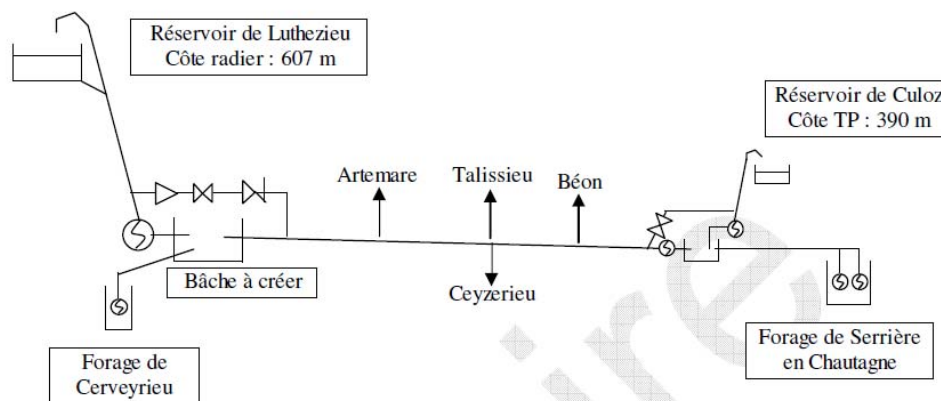 Réservoir de Luthezieu
Côte radier : 607 m
Réservoir de Culoz
Côte TP : 390 m
Artemare
Talissieu
Béon
Bâche à créer
Ceyzerieu
Forage de
Cerveyrieu
Forage de Serrière
en Chautagne